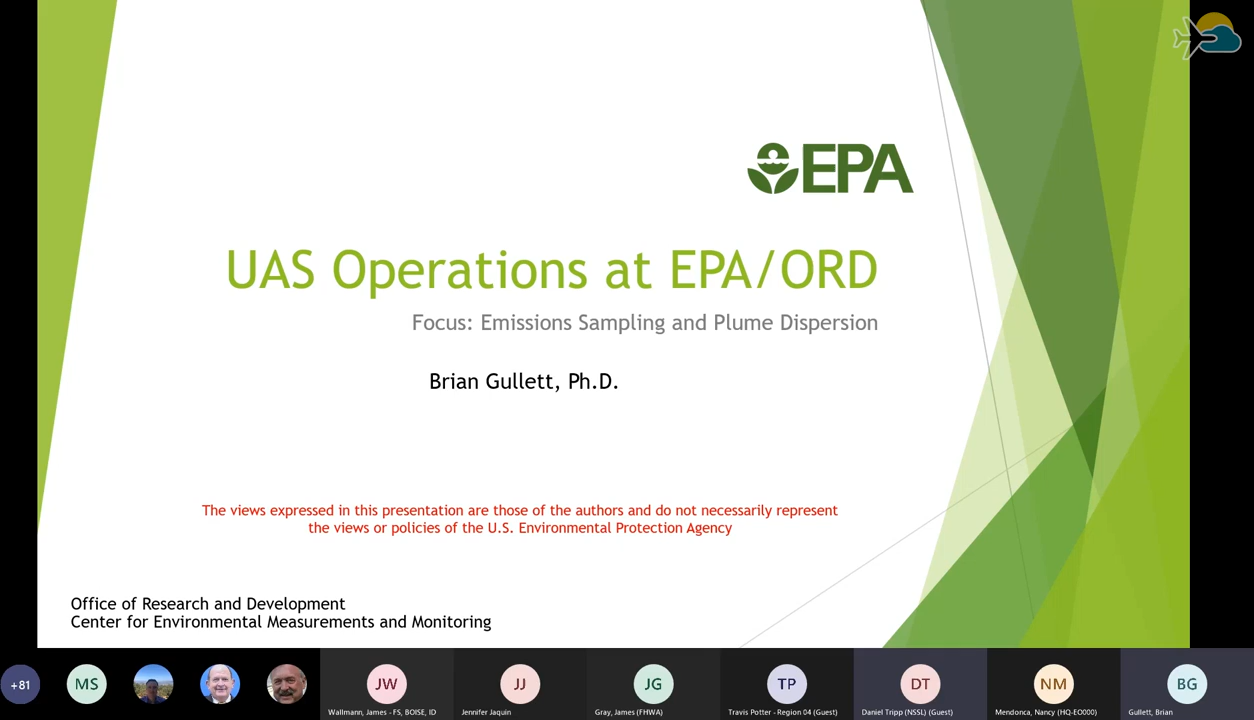 EPA
UAS Operations at EPA/ORD
Focus: Emissions Sampling and Plume Dispersion
Brian Gullett, Ph.D.
The views expressed in this presentation are those of the authors and do not necessarily represent
the views or policies of the U.S. Environmental Protection Agency
Office of Research and Development
Center for Environmental Measurements and Monitoring
+81
MS
JW
JJ
JG
TP
DT
NM
BG
Wallmann, James - FS, BOISE, ID
Jennifer Jaquin
Gray, James (FHWA)
Travis Potter - Region 04 (Guest)
Daniel Tripp (NSSL) (Guest)
Mendonca, Nancy (HQ-EO000)
Gullett, Brian